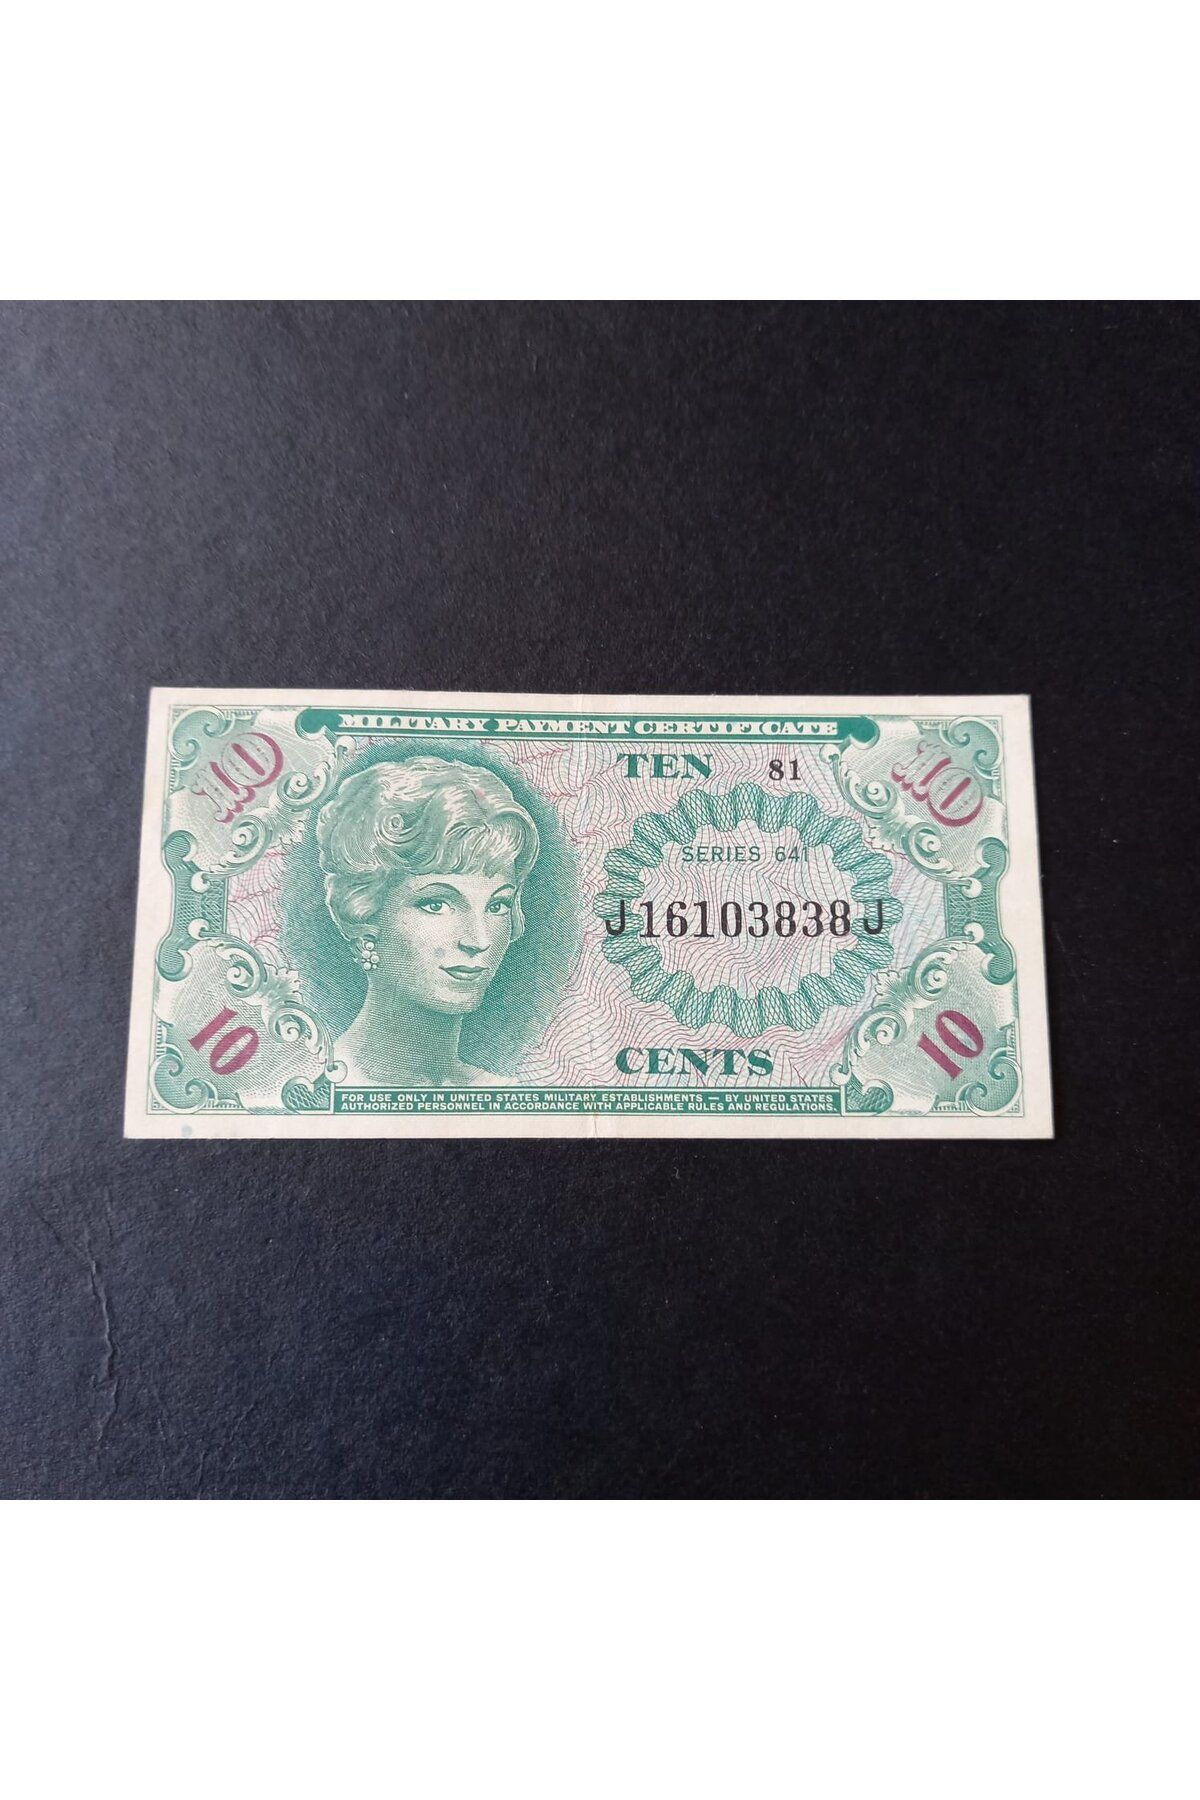 MILITARY PAYMENT CERTIFICATE
10 TEN 81 10
SERIES 641
J16103838J
10 CENTS 10
FOR USE ONLY IN UNITED STATES MILITARY ESTABLISHMENTS — BY UNITED STATES
AUTHORIZED PERSONNEL IN ACCORDANCE WITH APPLICABLE RULES AND REGULATIONS.